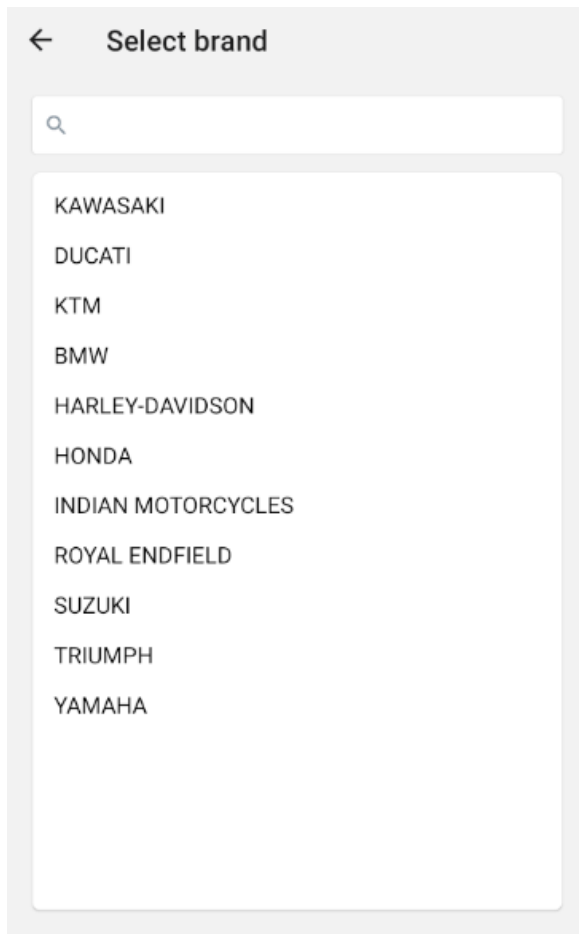 Select brand
KAWASAKI
DUCATI
KTM
BMW
HARLEY-DAVIDSON
HONDA
INDIAN MOTORCYCLES
ROYAL ENDFIELD
SUZUKI
TRIUMPH
YAMAHA